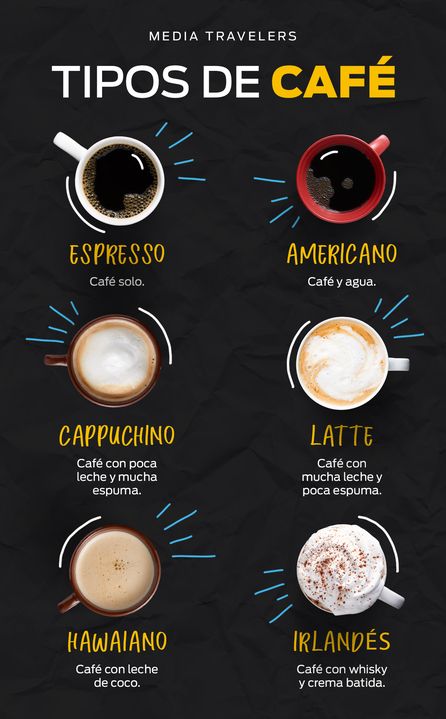 MEDIA TRAVELERS
TIPOS DE CAFÉ
ESPRESSO
Café solo.
AMERICANO
Café y agua.
CAPPUCHINO
Café con poca
leche y mucha
espuma.
LATTE
Café con
mucha leche y
poca espuma.
HAWAIANO
Café con leche
de coco.
IRLANDÉS
Café con whisky
y crema batida.